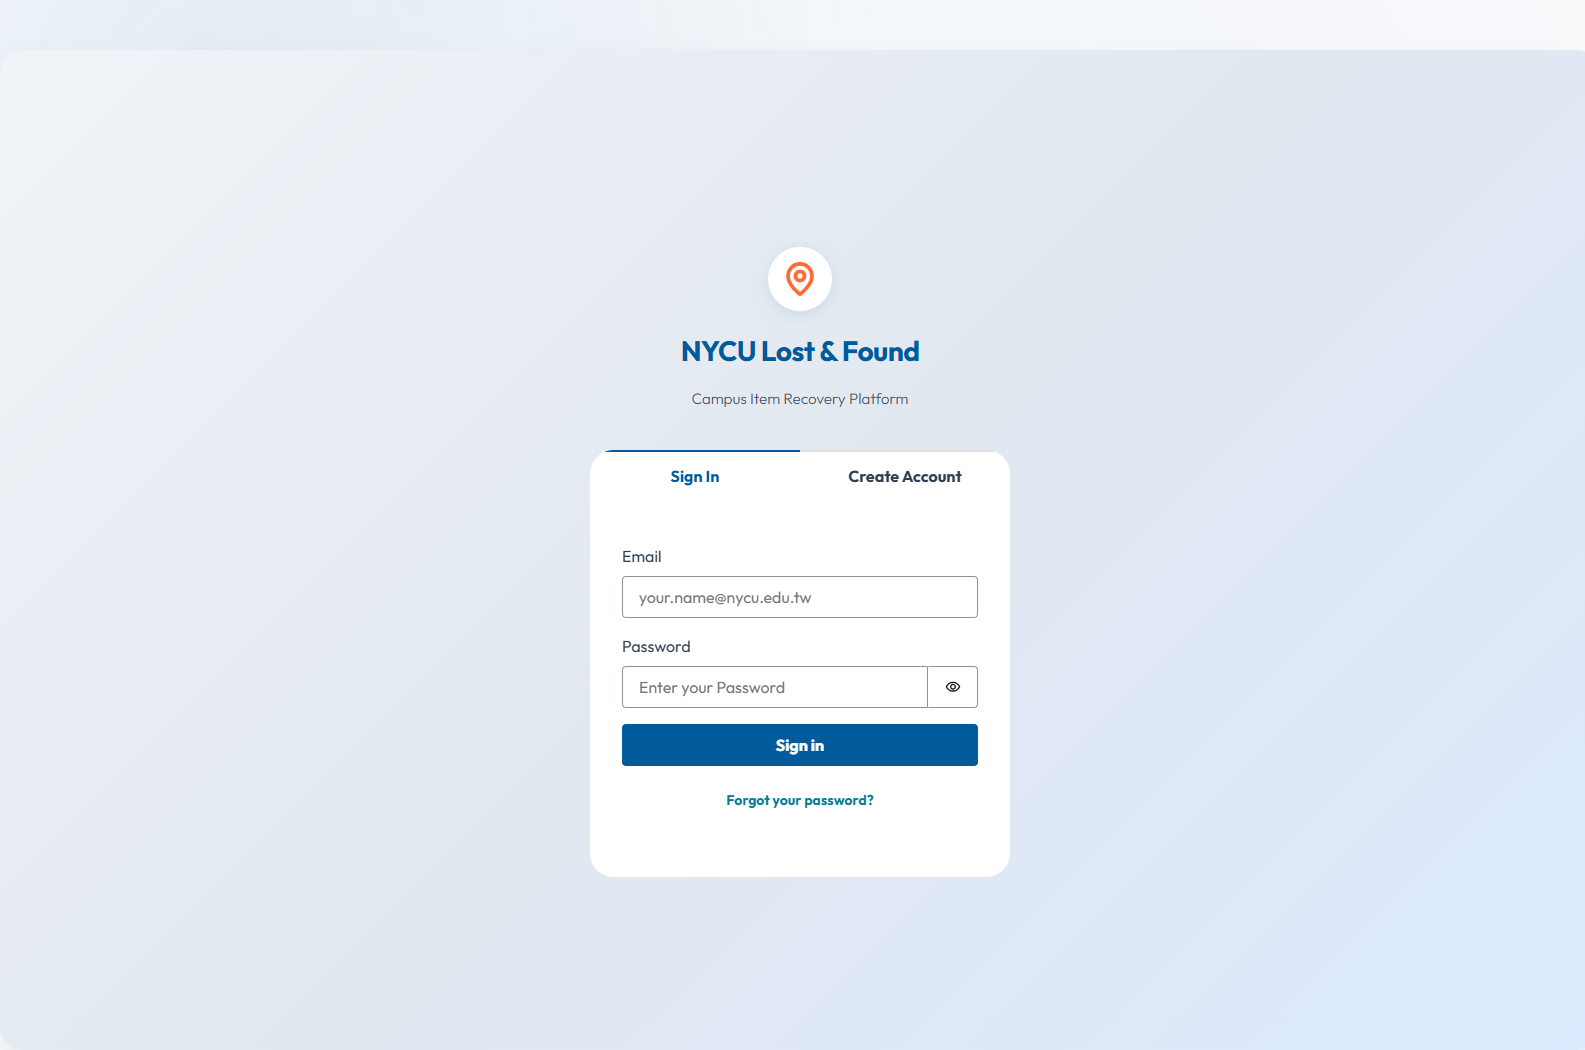 NYCU Lost & Found
Campus Item Recovery Platform
Sign In
Create Account
Email
your.name@nycu.edu.tw
Password
Enter your Password
Sign in
Forgot your password?